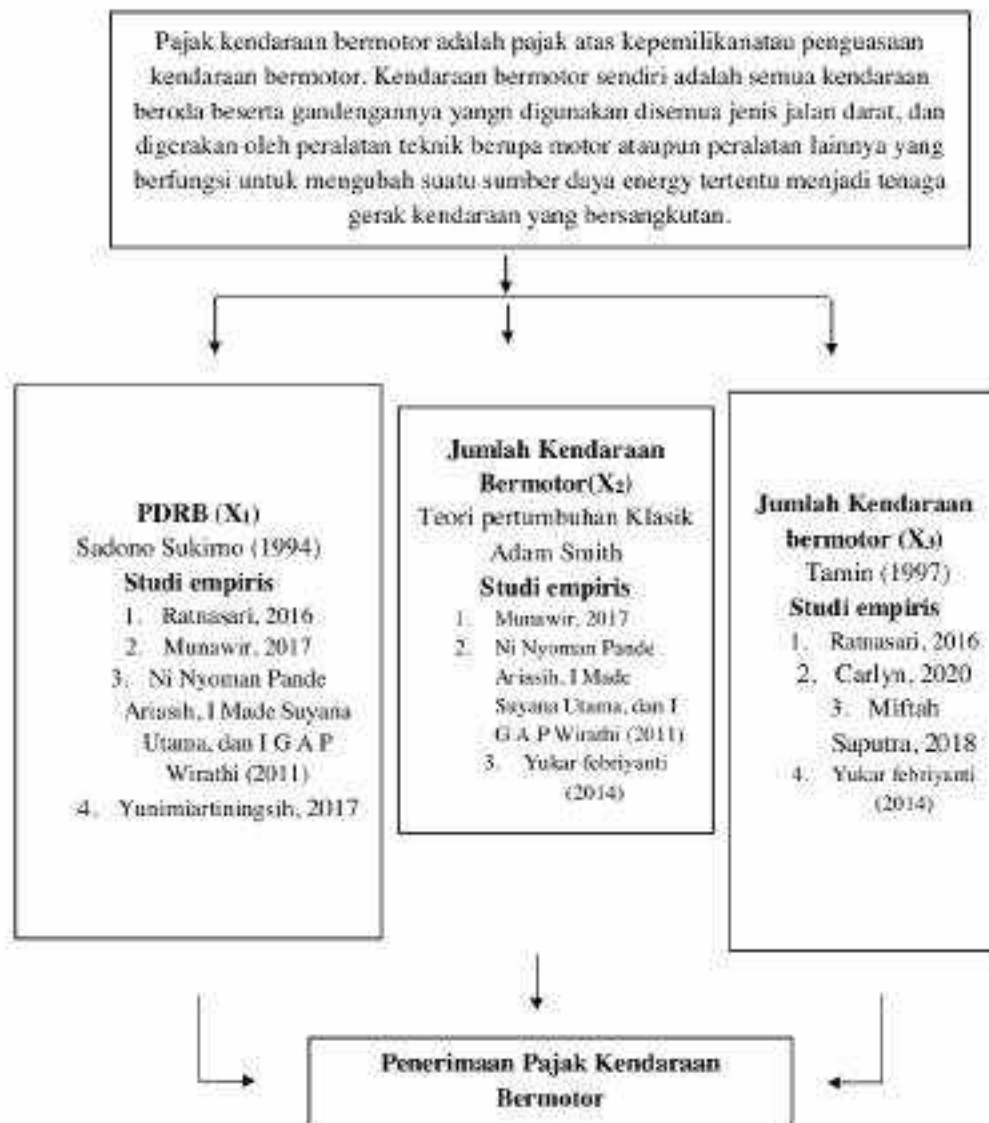 Pajak kendaraan bermotor adalah pajak atas kepemilikanatau penguasaan
kendaraan bermotor. Kendaraan bermotor sendiri adalah semua kendaraan
beroda beserta gandengannya yangn digunakan disemua jenis jalan darat, dan
digerakan oleh peralatan teknik berupa motor ataupun peralatan lainnya yang
berfungsi untuk mengubah suatu sumber daya energy tertentu menjadi tenaga
gerak kendaraan yang bersangkutan.
PDRB (X1)
Sadono Sukirno (1994)
Studi empiris
1. Ratnasari, 2016
2. Munawir, 2017
3. Ni Nyoman Pande
Ariasih, I Made Suyana
Utama, dan I G A P
Wirathi (2011)
4. Yunimiartiningsih, 2017
Jumlah Kendaraan
Bermotor(X2)
Teori pertumbuhan Klasik
Adam Smith
Studi empiris
1. Munawir, 2017
2. Ni Nyoman Pande
Ariasih, I Made
Suyana Utama, dan I
G A P Wirathi (2011)
3. Yukar febriyanti
(2014)
Jumlah Kendaraan
bermotor (X3)
Tamin (1997)
Studi empiris
1. Ratnasari, 2016
2. Carlyn, 2020
3. Miftah
Saputra, 2018
4. Yukar febriyanti
(2014)
Penerimaan Pajak Kendaraan
Bermotor